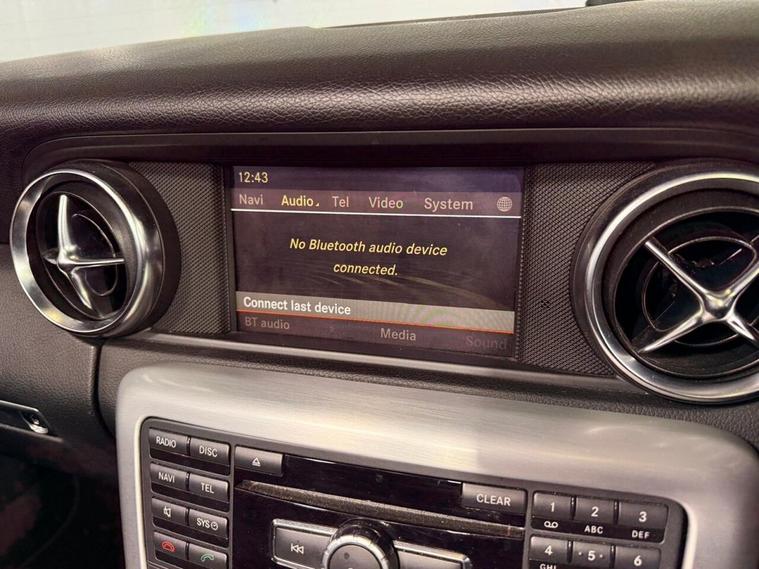 12:43
Navi Audio Tel Video System
No Bluetooth audio device
connected.
Connect last device
BT audio Media Sound
RADIO DISC
NAVI TEL
SYS
CLEAR
1 2 3
ABC DEF
4 5 6
GHI